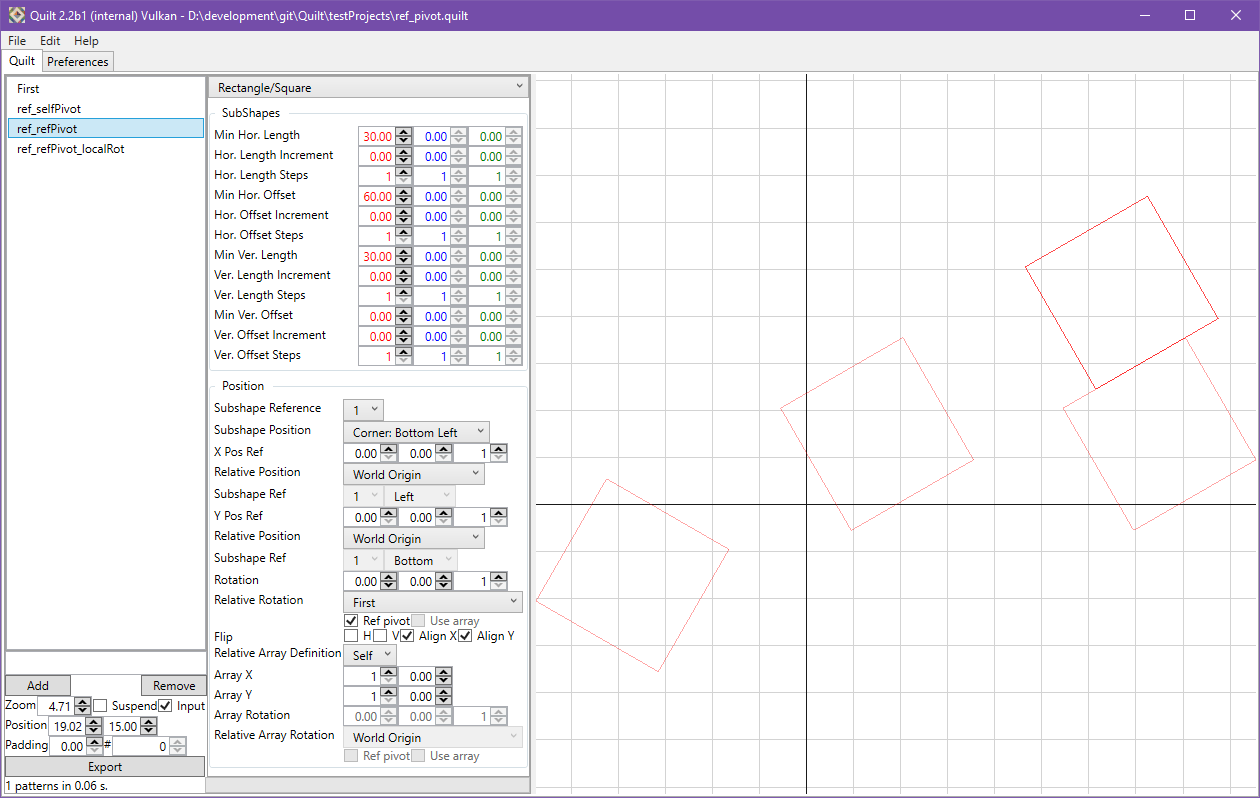 Quilt 2.2b1 (internal) Vulkan - D:\development\git\Quilt\testProjects\ref_pivot.quilt
File Edit Help
Quilt Preferences
First
ref_selfPivot
ref_refPivot
ref_refPivot_localRot
Add Remove
Zoom 4.71 Suspend Input
Position 19.02 15.00
Padding 0.00 # 0
Export
1 patterns in 0.06 s.
Rectangle/Square
SubShapes
Min Hor. Length 30.00 0.00 0.00
Hor. Length Increment 0.00 0.00 0.00
Hor. Length Steps 1 1 1
Min Hor. Offset 60.00 0.00 0.00
Hor. Offset Increment 0.00 0.00 0.00
Hor. Offset Steps 1 1 1
Min Ver. Length 30.00 0.00 0.00
Ver. Length Increment 0.00 0.00 0.00
Ver. Length Steps 1 1 1
Min Ver. Offset 0.00 0.00 0.00
Ver. Offset Increment 0.00 0.00 0.00
Ver. Offset Steps 1 1 1
Position
Subshape Reference 1
Subshape Position Corner: Bottom Left
X Pos Ref 0.00 0.00 1
Relative Position World Origin
Subshape Ref 1 Left
Y Pos Ref 0.00 0.00 1
Relative Position World Origin
Subshape Ref 1 Bottom
Rotation 0.00 0.00 1
Relative Rotation First
Ref pivot Use array
Flip H V Align X Align Y
Relative Array Definition Self
Array X 1 0.00
Array Y 1 0.00
Array Rotation 0.00 0.00 1
Relative Array Rotation World Origin
Ref pivot Use array